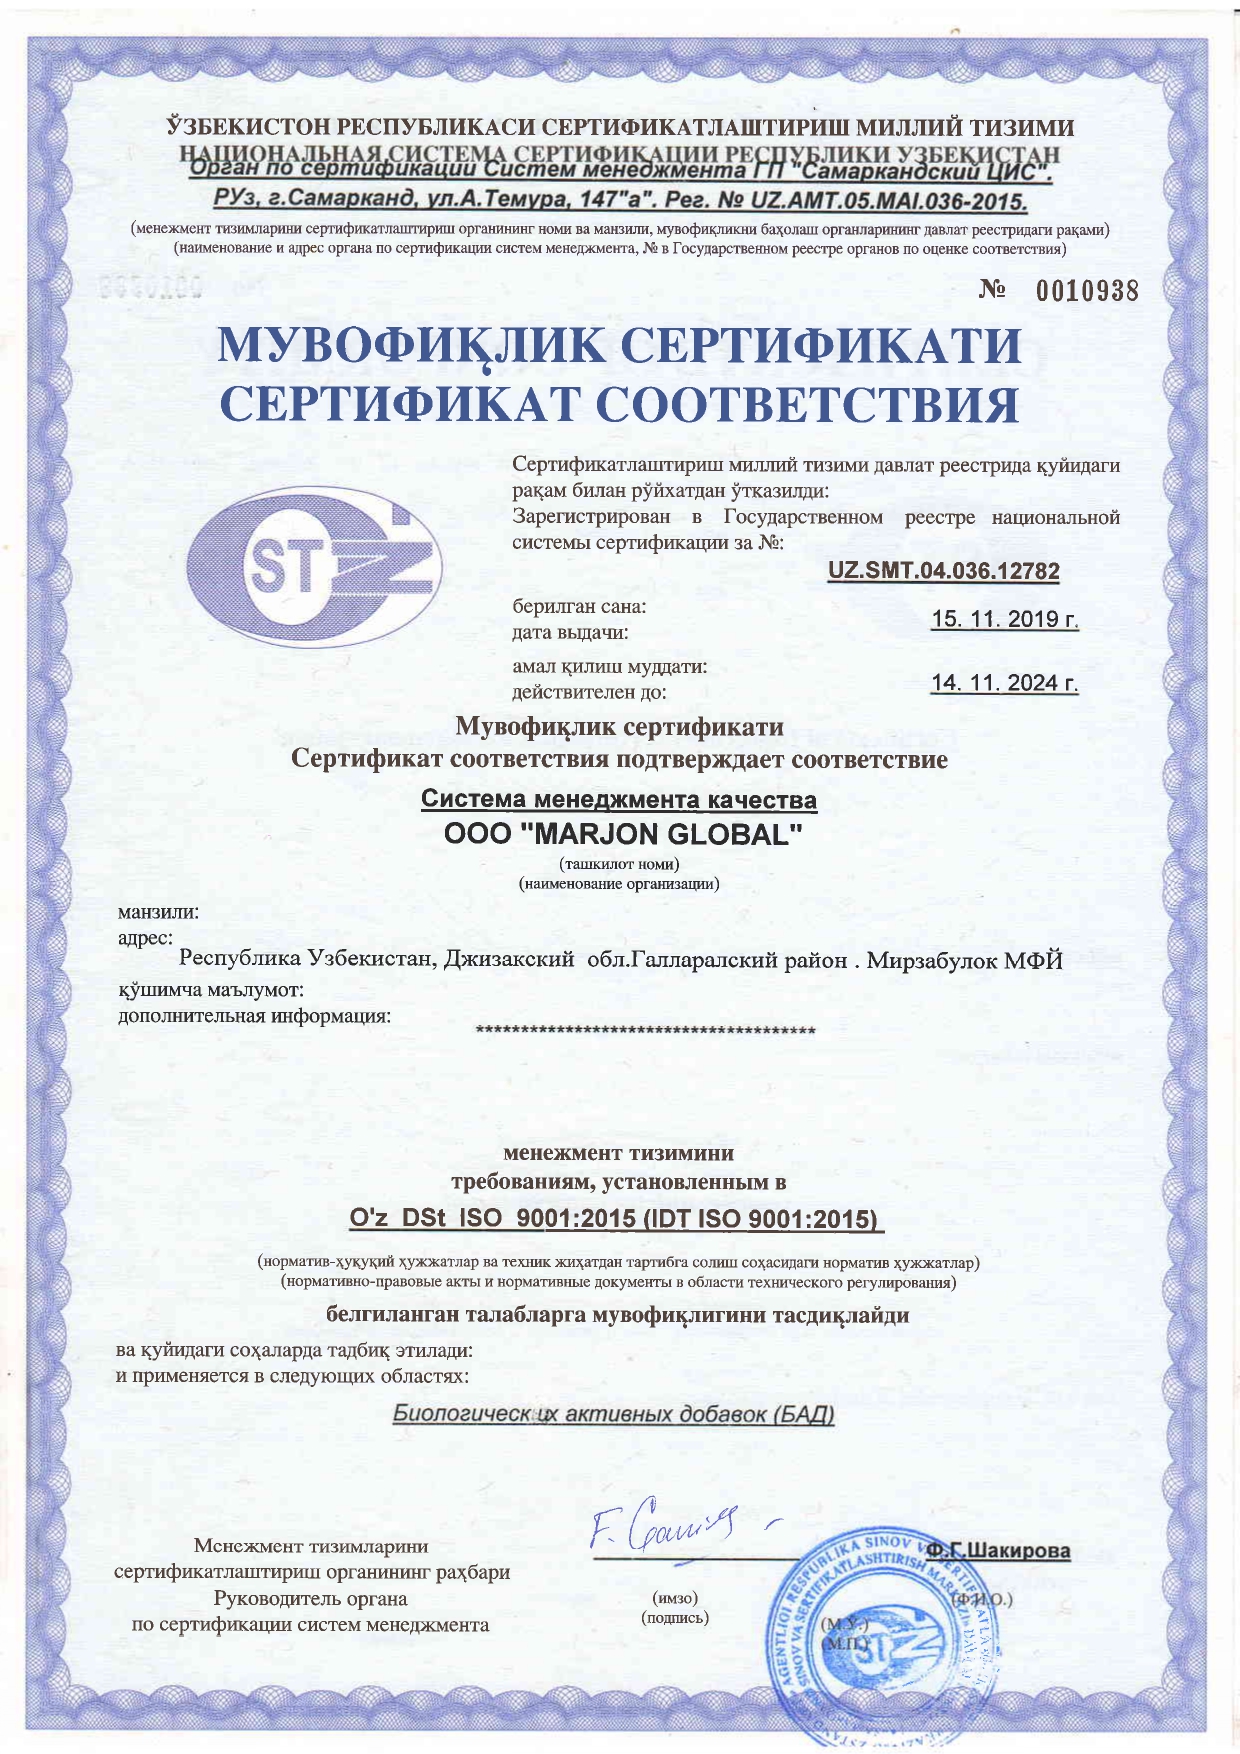 ЎЗБЕКИСТОН РЕСПУБЛИКАСИ СЕРТИФИКАТЛАШТИРИШ МИЛЛИЙ ТИЗИМИ
НАЦИОНАЛЬНАЯ СИСТЕМА СЕРТИФИКАЦИИ РЕСПУБЛИКИ УЗБЕКИСТАН
Орган по сертификации Систем менеджмента ГП "Самаркандский ЦИС".
РУз, г.Самарканд, ул.А.Темура, 147"а". Рег. № UZ.AMT.05.MAI.036-2015.
(менежмент тизимларини сертификатлаштириш органининг номи ва манзили, мувофиқликни баҳолаш органларининг давлат реестридаги рақами)
(наименование и адрес органа по сертификации систем менеджмента, № в Государственном реестре органов по оценке соответствия)
№ 0010938
МУВОФИҚЛИК СЕРТИФИКАТИ
СЕРТИФИКАТ СООТВЕТСТВИЯ
Сертификатлаштириш миллий тизими давлат реестрида қуйидаги
рақам билан рўйхатдан ўтказилди:
Зарегистрирован в Государственном реестре национальной
системы сертификации за №:
UZ.SMT.04.036.12782
ST
берилган сана:
дата выдачи:
15. 11. 2019 г.
амал қилиш муддати:
действителен до:
14. 11. 2024 г.
Мувофиқлик сертификати
Сертификат соответствия подтверждает соответствие
Система менеджмента качества
ООО "MARJON GLOBAL"
(ташкилот номи)
(наименование организации)
манзили:
адрес:
Республика Узбекистан, Джизакский обл.Галларалский район . Мирзабулок МФЙ
қўшимча маълумот:
дополнительная информация:
**************************************
менежмент тизимини
требованиям, установленным в
O'z DSt ISO 9001:2015 (IDT ISO 9001:2015)
(норматив-ҳуқуқий ҳужжатлар ва техник жиҳатдан тартибга солиш соҳасидаги норматив ҳужжатлар)
(нормативно-правовые акты и нормативные документы в области технического регулирования)
белгиланган талабларга мувофиқлигини тасдиқлайди
ва қуйидаги соҳаларда тадбиқ этилади:
и применяется в следующих областях:
Биологических активных добавок (БАД)
Менежмент тизимларини
сертификатлаштириш органининг раҳбари
Руководитель органа
по сертификации систем менеджмента
(имзо)
(подпись)
Ф.Г.Шакирова
(Ф.И.О.)
(М.Ў.)
(М.П.)
ST